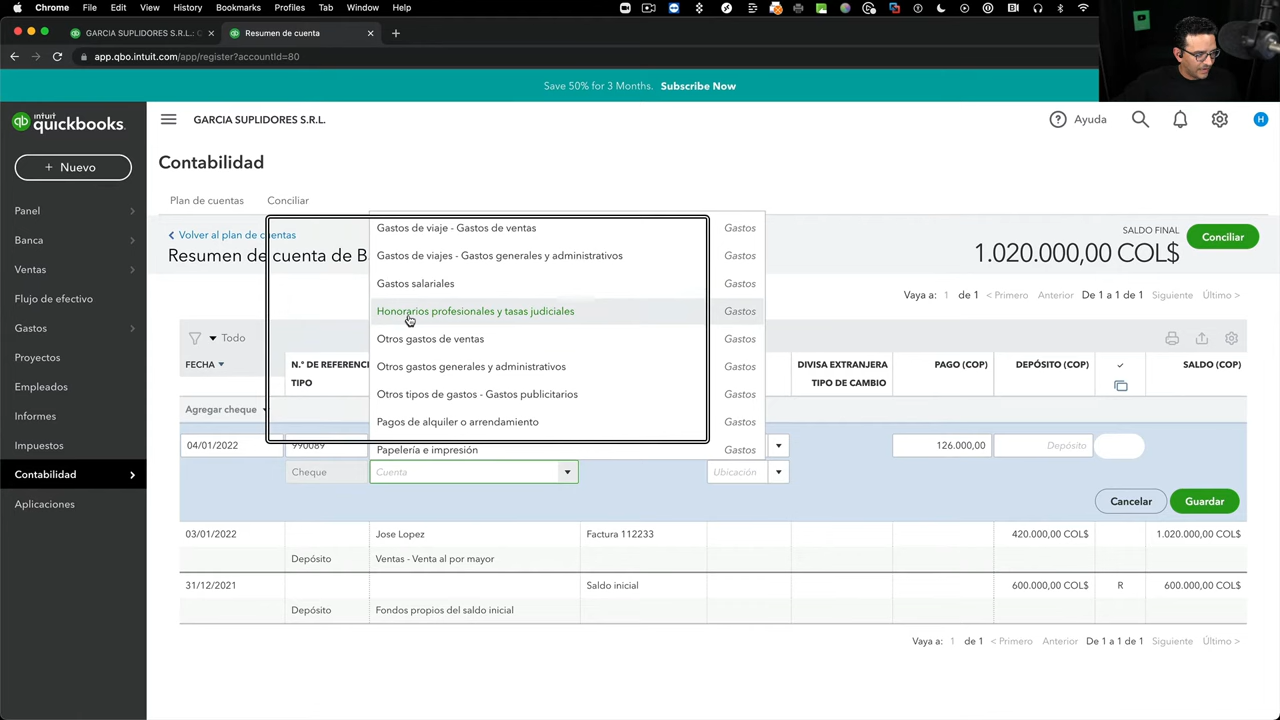 Chrome File Edit View History Bookmarks Profiles Tab Window Help
GARCIA SUPLIDORES S.R.L.: C
Resumen de cuenta
app.qbo.intuit.com/app/register?accountId=80
Save 50% for 3 Months. Subscribe Now
intuit quickbooks.
GARCIA SUPLIDORES S.R.L.
Ayuda
H
+ Nuevo
Panel
Banca
Ventas
Flujo de efectivo
Gastos
Proyectos
Empleados
Informes
Impuestos
Contabilidad
Aplicaciones
Contabilidad
Plan de cuentas Conciliar
Volver al plan de cuentas
Resumen de cuenta de B
SALDO FINAL
1.020.000,00 COL$
Conciliar
Vaya a: 1 de 1 < Primero Anterior De 1 a 1 de 1 Siguiente Último >
Gastos de viaje - Gastos de ventas Gastos
Gastos de viajes - Gastos generales y administrativos Gastos
Gastos salariales Gastos
Honorarios profesionales y tasas judiciales Gastos
Otros gastos de ventas Gastos
Otros gastos generales y administrativos Gastos
Otros tipos de gastos - Gastos publicitarios Gastos
Pagos de alquiler o arrendamiento Gastos
Papelería e impresión Gastos
Todo
FECHA
N.º DE REFERENC
TIPO
DIVISA EXTRANJERA
TIPO DE CAMBIO
PAGO (COP)
DEPÓSITO (COP)
SALDO (COP)
Agregar cheque
04/01/2022 990089 126.000,00 Depósito
Cheque Cuenta Ubicación
Cancelar Guardar
03/01/2022 Jose Lopez Factura 112233 420.000,00 COL$ 1.020.000,00 COL$
Depósito Ventas - Venta al por mayor
31/12/2021 Saldo inicial 600.000,00 COL$ R 600.000,00 COL$
Depósito Fondos propios del saldo inicial
Vaya a: 1 de 1 < Primero Anterior De 1 a 1 de 1 Siguiente Último >